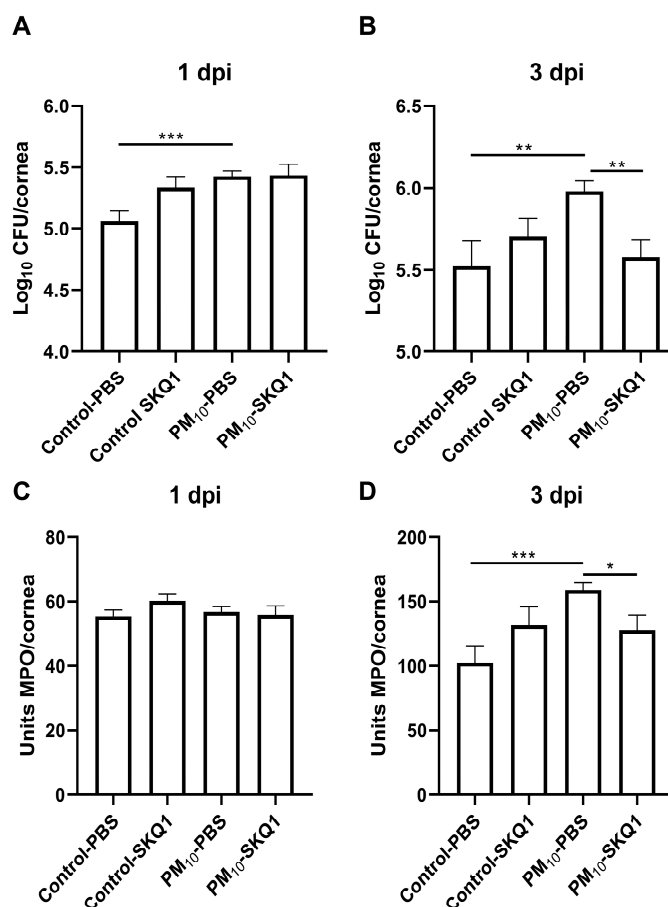 A
1 dpi
Log₁₀ CFU/cornea
6.0
5.5
5.0
4.5
4.0
***
Control-PBS
Control SKQ1
PM₁₀-PBS
PM₁₀-SKQ1
B
3 dpi
Log₁₀ CFU/cornea
6.5
6.0
5.5
5.0
**
**
Control-PBS
Control-SKQ1
PM₁₀-PBS
PM₁₀-SKQ1
C
1 dpi
Units MPO/cornea
80
60
40
20
0
Control-PBS
Control-SKQ1
PM₁₀-PBS
PM₁₀-SKQ1
D
3 dpi
Units MPO/cornea
200
150
100
50
0
***
*
Control-PBS
Control-SKQ1
PM₁₀-PBS
PM₁₀-SKQ1